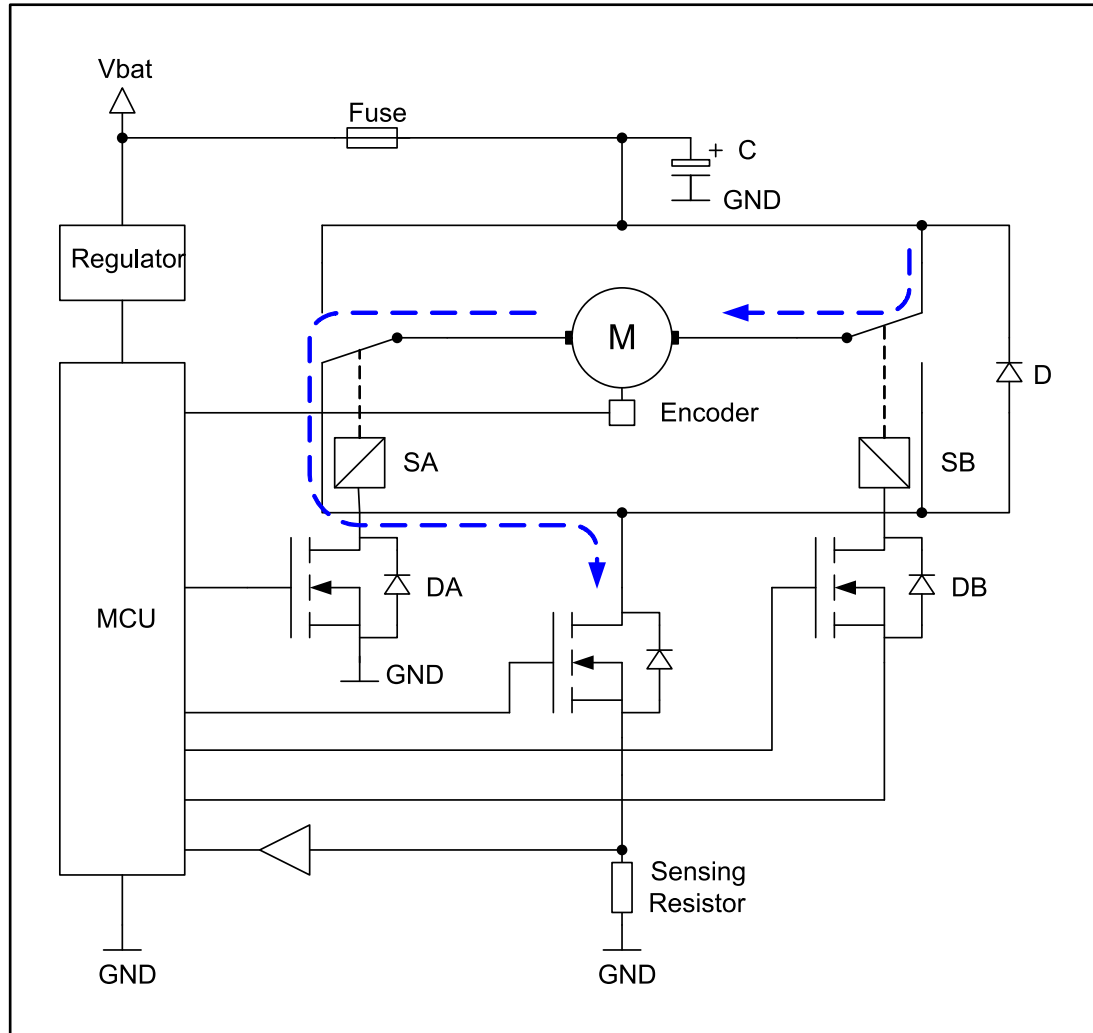 Vbat
Fuse
+ C
GND
Regulator
M
D
Encoder
SA
SB
MCU
DA
DB
GND
Sensing
Resistor
GND
GND